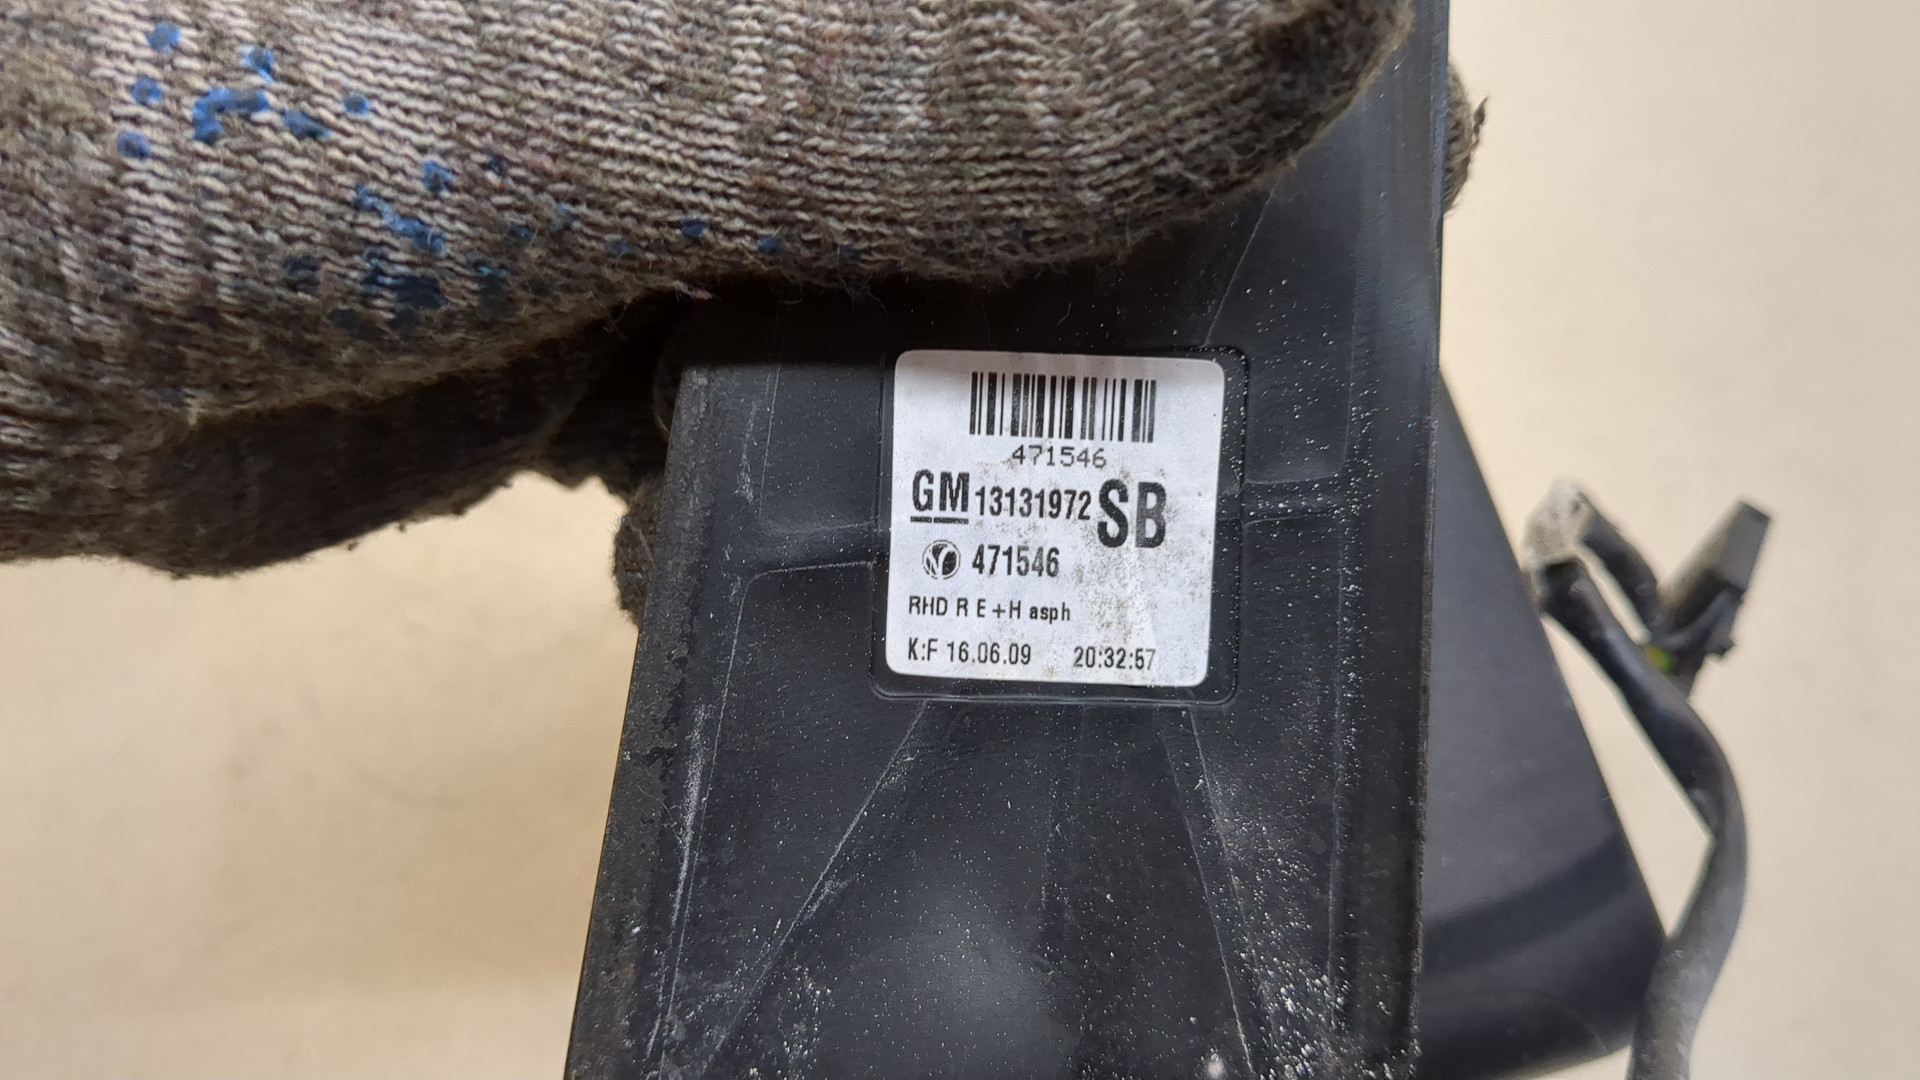 471546
GM 13131972 SB
471546
RHD R E+H asph
K:F 16.06.09 20:32:57